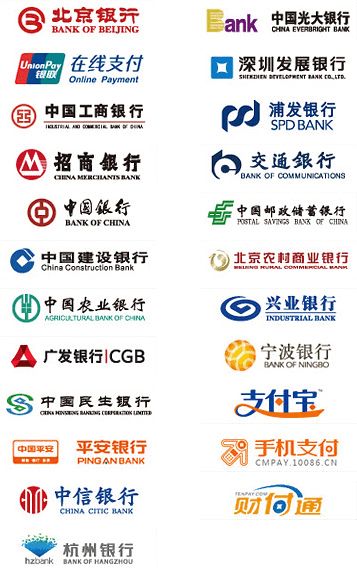 北京银行
BANK OF BEIJING
Bank
中国光大银行
CHINA EVERBRIGHT BANK
UnionPay
银联
在线支付
Online Payment
深圳发展银行
SHENZHEN DEVELOPMENT BANK CO., LTD.
中国工商银行
INDUSTRIAL AND COMMERCIAL BANK OF CHINA
浦发银行
SPD BANK
招商银行
CHINA MERCHANTS BANK
交通銀行
BANK OF COMMUNICATIONS
中国银行
BANK OF CHINA
中国邮政储蓄银行
POSTAL SAVINGS BANK OF CHINA
中国建设银行
China Construction Bank
北京农村商业银行
BEIJING RURAL COMMERCIAL BANK
中国农业银行
AGRICULTURAL BANK OF CHINA
兴业银行
INDUSTRIAL BANK
广发银行|CGB
宁波银行
BANK OF NINGBO
中国民生银行
CHINA MINSHENG BANKING CORPORATION LIMITED
支付宝
中国平安
保险·银行·投资
平安银行
PING AN BANK
手机支付
CMPAY.10086.CN
中信银行
CHINA CITIC BANK
TENPAY.COM
财付通
hzbank
杭州银行
BANK OF HANGZHOU